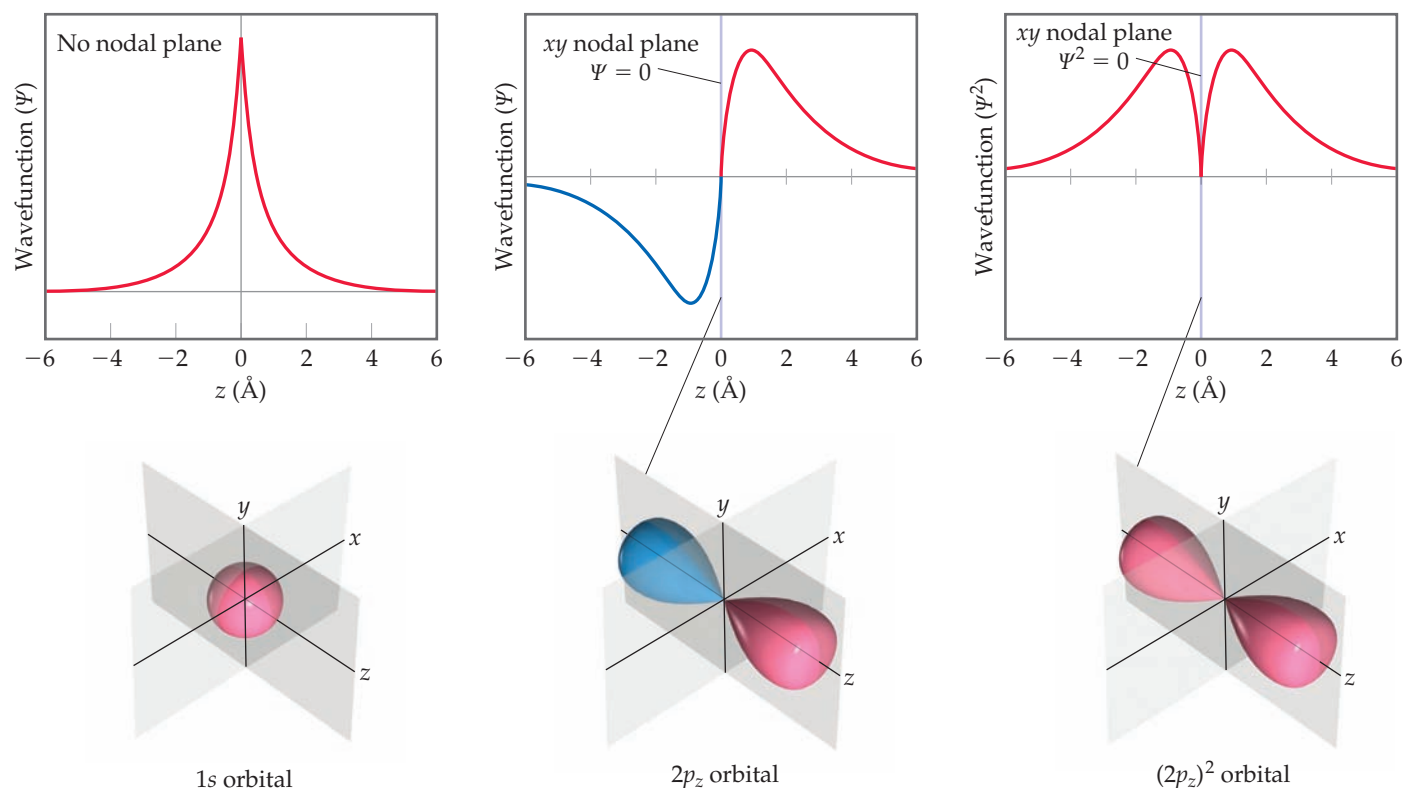 No nodal plane
Wavefunction (Ψ)
−6 −4 −2 0 2 4 6
z (Å)
xy nodal plane
Ψ = 0
Wavefunction (Ψ)
−6 −4 −2 0 2 4 6
z (Å)
xy nodal plane
Ψ² = 0
Wavefunction (Ψ²)
−6 −4 −2 0 2 4 6
z (Å)
y
x
z
1s orbital
y
x
z
2p_z orbital
y
x
z
(2p_z)² orbital